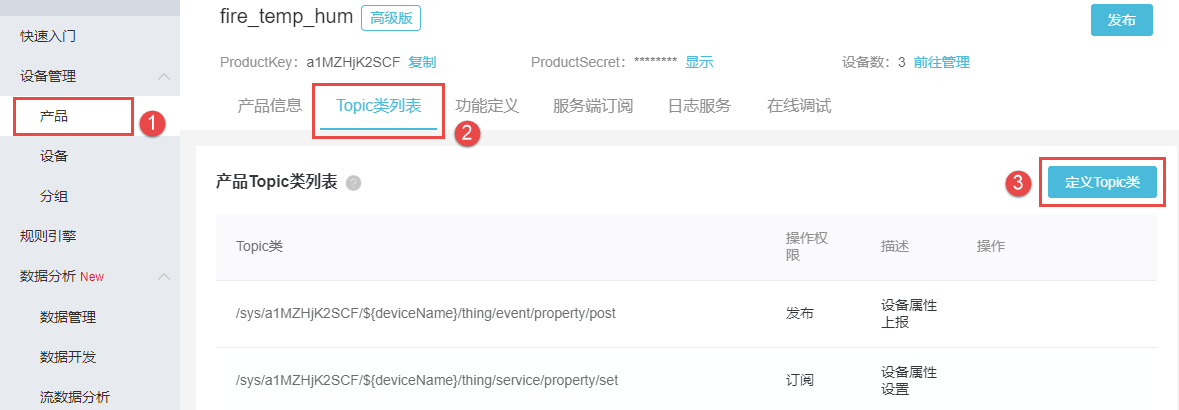 快速入门
设备管理
产品
1
设备
分组
规则引擎
数据分析 New
数据管理
数据开发
流数据分析
fire_temp_hum 高级版
发布
ProductKey：a1MZHjK2SCF 复制 ProductSecret：******** 显示 设备数：3 前往管理
产品信息 Topic类列表 功能定义 服务端订阅 日志服务 在线调试
2
产品Topic类列表 ?
3 定义Topic类
Topic类 操作权限 描述 操作
/sys/a1MZHjK2SCF/${deviceName}/thing/event/property/post 发布 设备属性上报
/sys/a1MZHjK2SCF/${deviceName}/thing/service/property/set 订阅 设备属性设置